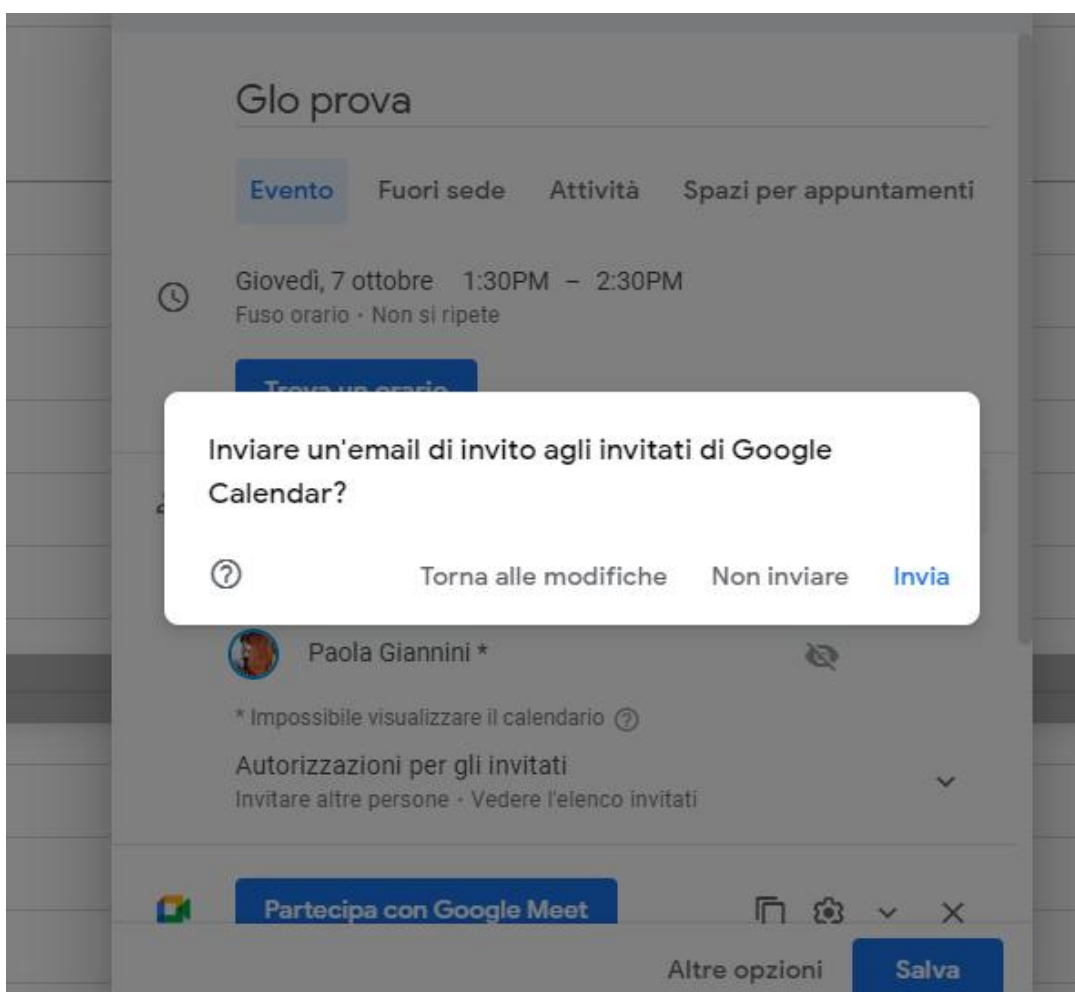 Glo prova
Evento Fuori sede Attività Spazi per appuntamenti
Giovedì, 7 ottobre 1:30PM – 2:30PM
Fuso orario · Non si ripete
Trova un orario
Inviare un'email di invito agli invitati di Google
Calendar?
Torna alle modifiche Non inviare Invia
Paola Giannini *
* Impossibile visualizzare il calendario
Autorizzazioni per gli invitati
Invitare altre persone · Vedere l'elenco invitati
Partecipa con Google Meet
Altre opzioni Salva